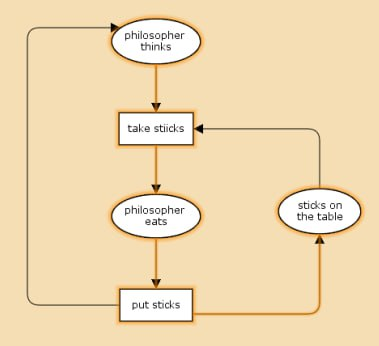 philosopher
thinks
take stiicks
philosopher
eats
sticks on
the table
put sticks